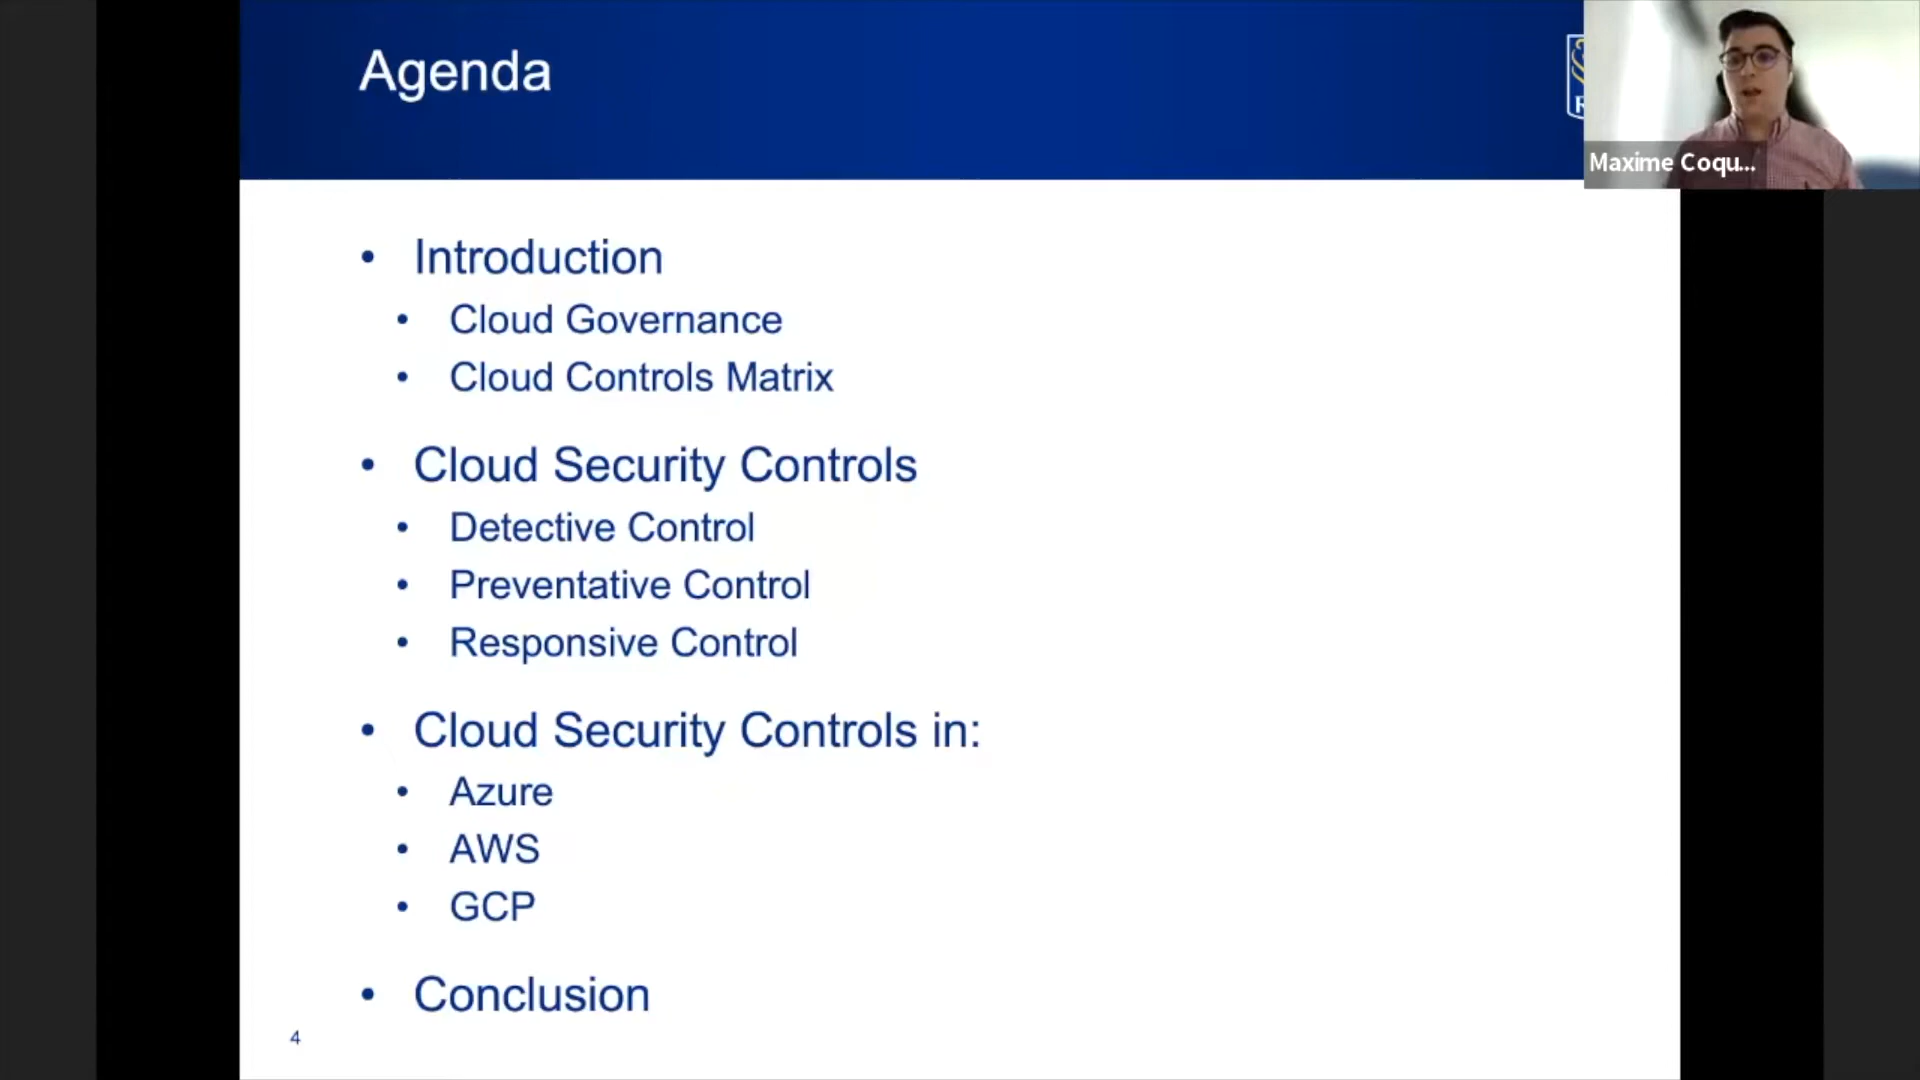 Agenda
R
Maxime Coqu...
• Introduction
• Cloud Governance
• Cloud Controls Matrix
• Cloud Security Controls
• Detective Control
• Preventative Control
• Responsive Control
• Cloud Security Controls in:
• Azure
• AWS
• GCP
• Conclusion
4